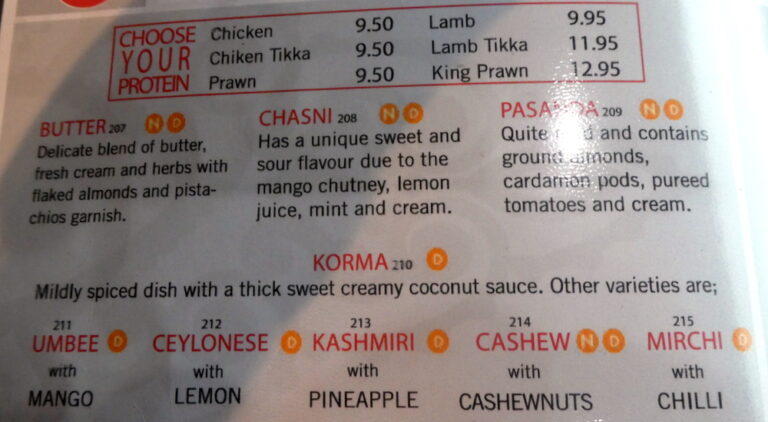 CHOOSE YOUR PROTEIN
Chicken 9.50 Lamb 9.95
Chiken Tikka 9.50 Lamb Tikka 11.95
Prawn 9.50 King Prawn 12.95
BUTTER 207 N D
Delicate blend of butter,
fresh cream and herbs with
flaked almonds and pista-
chios garnish.
CHASNI 208 N D
Has a unique sweet and
sour flavour due to the
mango chutney, lemon
juice, mint and cream.
PASANDA 209 N D
Quite and contains
ground almonds,
cardamon pods, pureed
tomatoes and cream.
KORMA 210 D
Mildly spiced dish with a thick sweet creamy coconut sauce. Other varieties are;
211 212 213 214 215
UMBEE D CEYLONESE D KASHMIRI D CASHEW N D MIRCHI D
with with with with with
MANGO LEMON PINEAPPLE CASHEWNUTS CHILLI